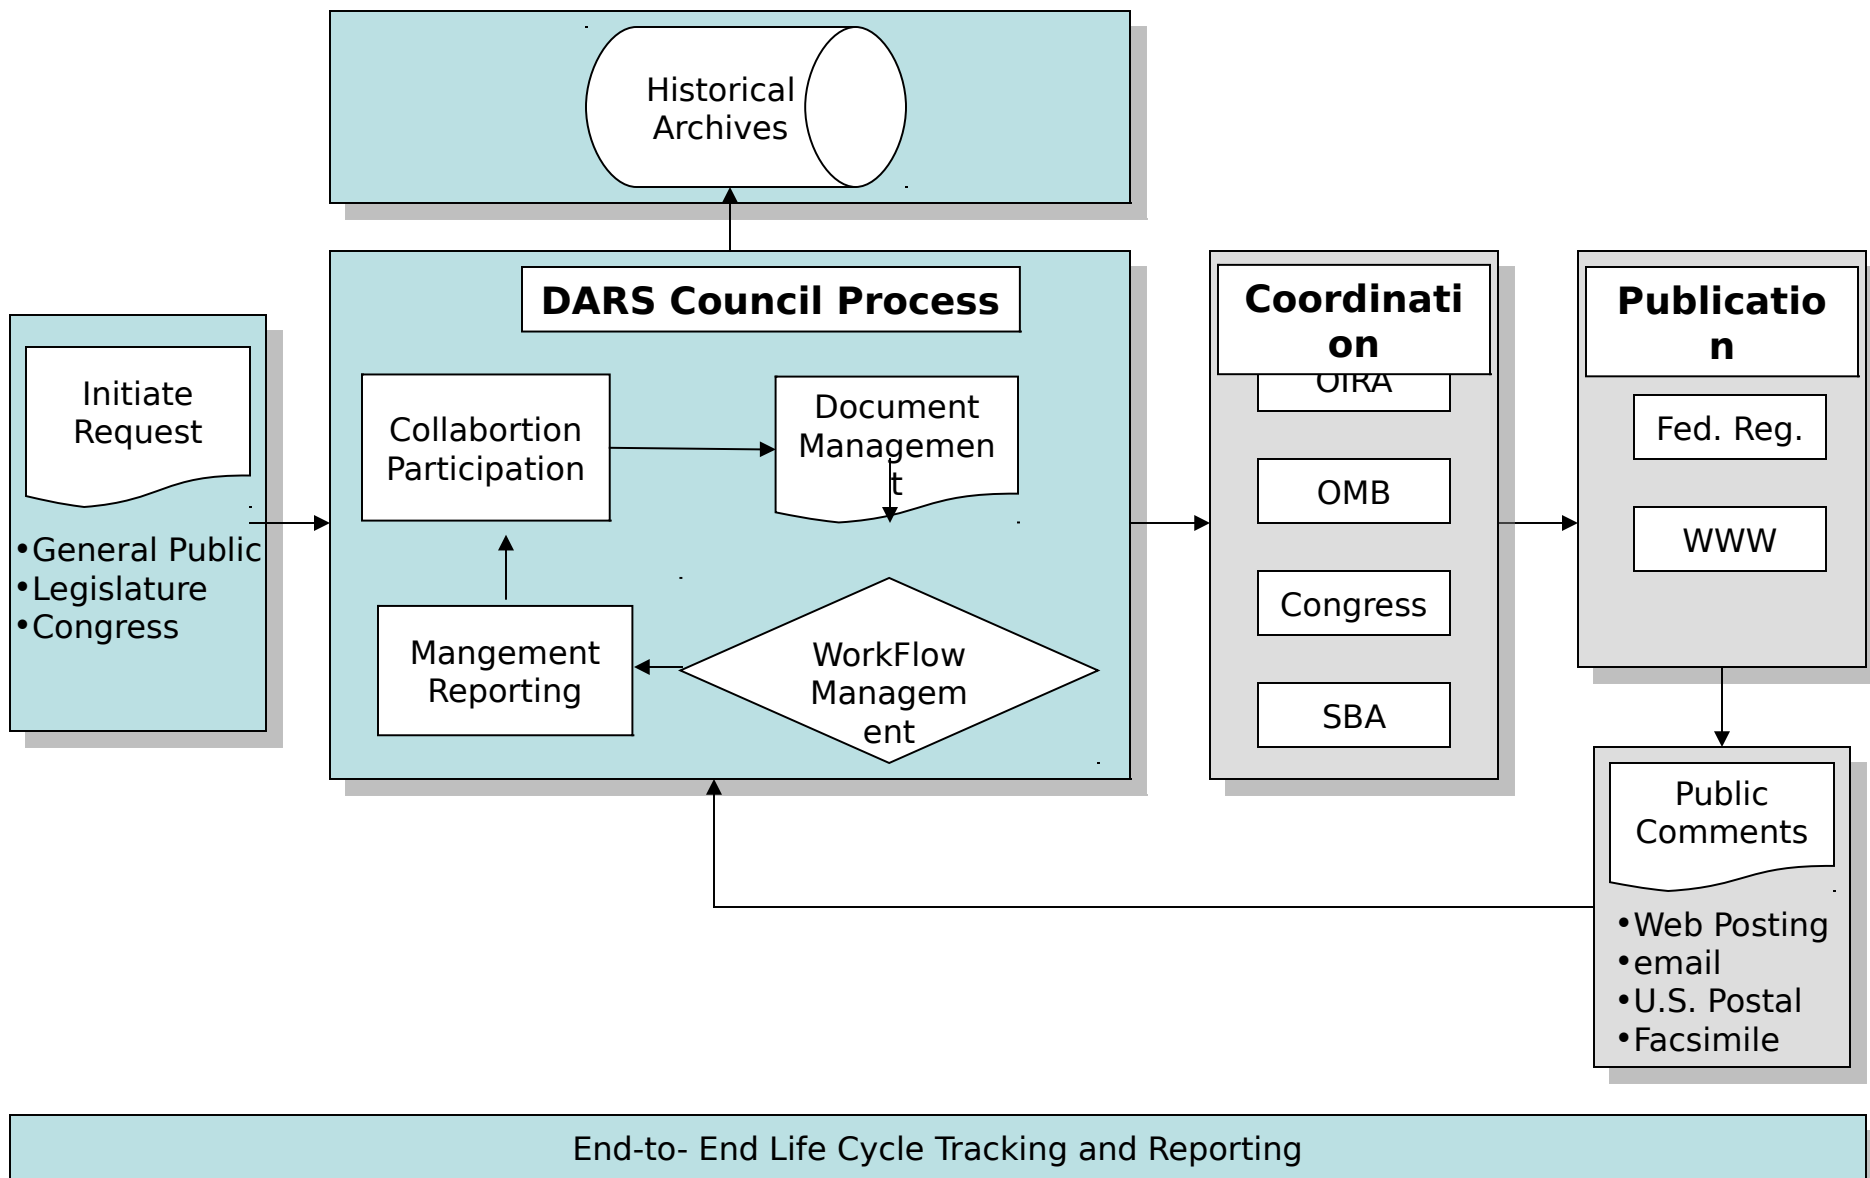 Historical
Archives
DARS Council Process
Coordinati
on
Publicatio
n
Initiate
Request
•General Public
•Legislature
•Congress
Collabortion
Participation
Document
Managemen
t
Mangement
Reporting
WorkFlow
Managem
ent
OIRA
OMB
Congress
SBA
Fed. Reg.
WWW
Public
Comments
•Web Posting
•email
•U.S. Postal
•Facsimile
End-to- End Life Cycle Tracking and Reporting